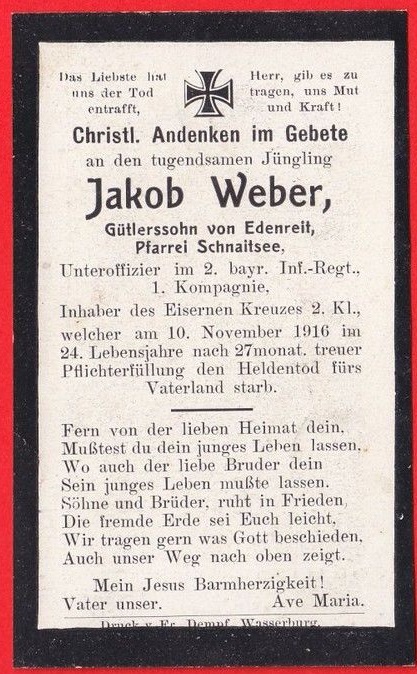 Das Liebste hat
uns der Tod
entrafft,
Herr, gib es zu
tragen, uns Mut
und Kraft!
Christl. Andenken im Gebete
an den tugendsamen Jüngling
Jakob Weber,
Gütlerssohn von Edenreit,
Pfarrei Schnaitsee,
Unteroffizier im 2. bayr. Inf.-Regt.,
1. Kompagnie,
Inhaber des Eisernen Kreuzes 2. Kl.,
welcher am 10. November 1916 im
24. Lebensjahre nach 27monat. treuer
Pflichterfüllung den Heldentod fürs
Vaterland starb.
Fern von der lieben Heimat dein,
Mußtest du dein junges Leben lassen,
Wo auch der liebe Bruder dein
Sein junges Leben mußte lassen.
Söhne und Brüder, ruht in Frieden,
Die fremde Erde sei Euch leicht,
Wir tragen gern was Gott beschieden,
Auch unser Weg nach oben zeigt.
Mein Jesus Barmherzigkeit!
Vater unser. Ave Maria.
Druck v. Fr. Dempf, Wasserburg.